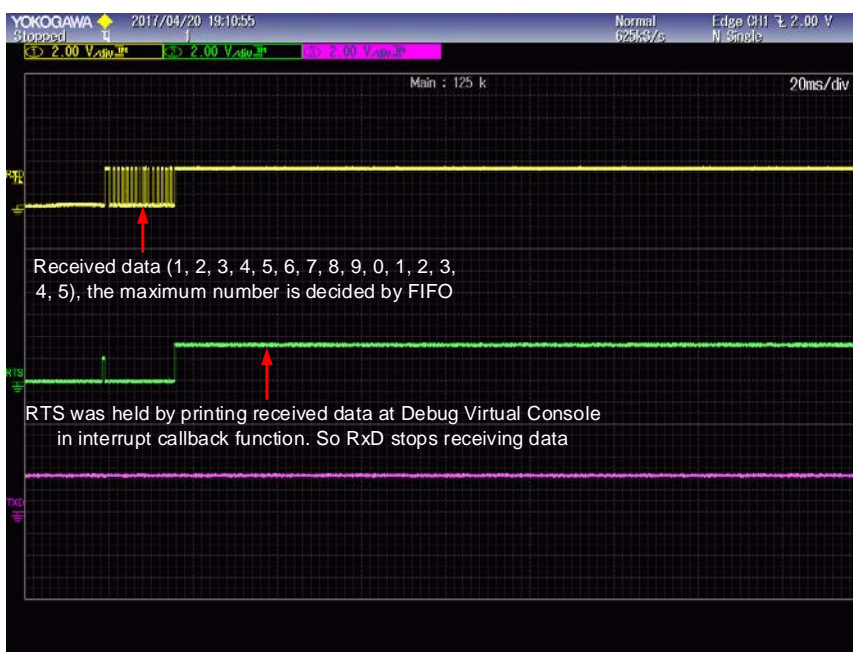 YOKOGAWA 2017/04/20 19:10:55 Normal Edge CH1 2.00 V
Stopped 1 625kS/s N Single
2.00 V/div 2.00 V/div 2.00 V/div
Main : 125 k 20ms/div
RXD
Received data (1, 2, 3, 4, 5, 6, 7, 8, 9, 0, 1, 2, 3,
4, 5), the maximum number is decided by FIFO
RTS
RTS was held by printing received data at Debug Virtual Console
in interrupt callback function. So RxD stops receiving data
TXD